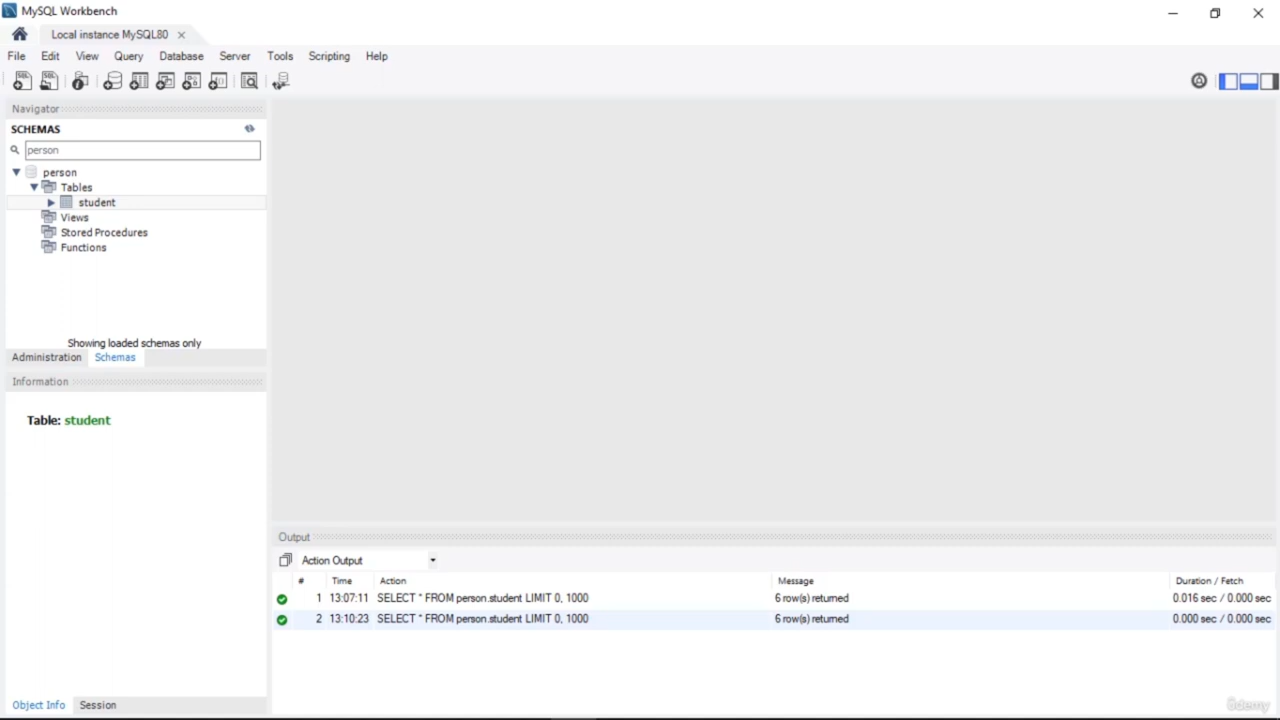 MySQL Workbench
Local instance MySQL80
File Edit View Query Database Server Tools Scripting Help
Navigator
SCHEMAS
person
person
Tables
student
Views
Stored Procedures
Functions
Showing loaded schemas only
Administration Schemas
Information
Table: student
Object Info Session
Output
Action Output
# Time Action Message Duration / Fetch
1 13:07:11 SELECT * FROM person.student LIMIT 0, 1000 6 row(s) returned 0.016 sec / 0.000 sec
2 13:10:23 SELECT * FROM person.student LIMIT 0, 1000 6 row(s) returned 0.000 sec / 0.000 sec
ûdemy